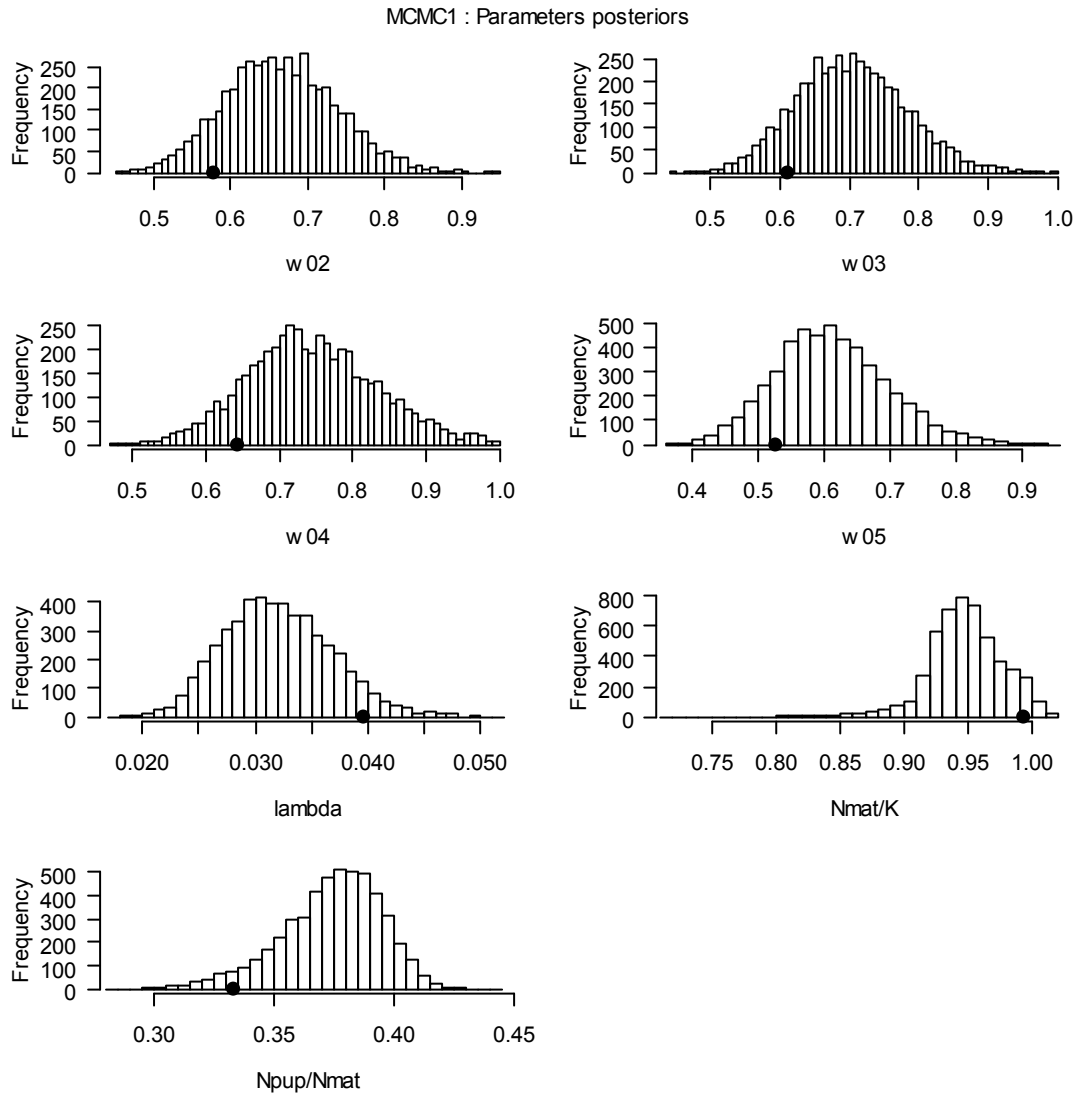 MCMC1 : Parameters posteriors
Frequency
250
200
150
100
50
0
0.5 0.6 0.7 0.8 0.9
w 02
Frequency
250
200
150
100
50
0
0.5 0.6 0.7 0.8 0.9 1.0
w 03
Frequency
250
200
150
100
50
0
0.5 0.6 0.7 0.8 0.9 1.0
w 04
Frequency
500
400
300
200
100
0
0.4 0.5 0.6 0.7 0.8 0.9
w 05
Frequency
400
300
200
100
0
0.020 0.030 0.040 0.050
lambda
Frequency
800
600
400
200
0
0.75 0.80 0.85 0.90 0.95 1.00
Nmat/K
Frequency
500
400
300
200
100
0
0.30 0.35 0.40 0.45
Npup/Nmat